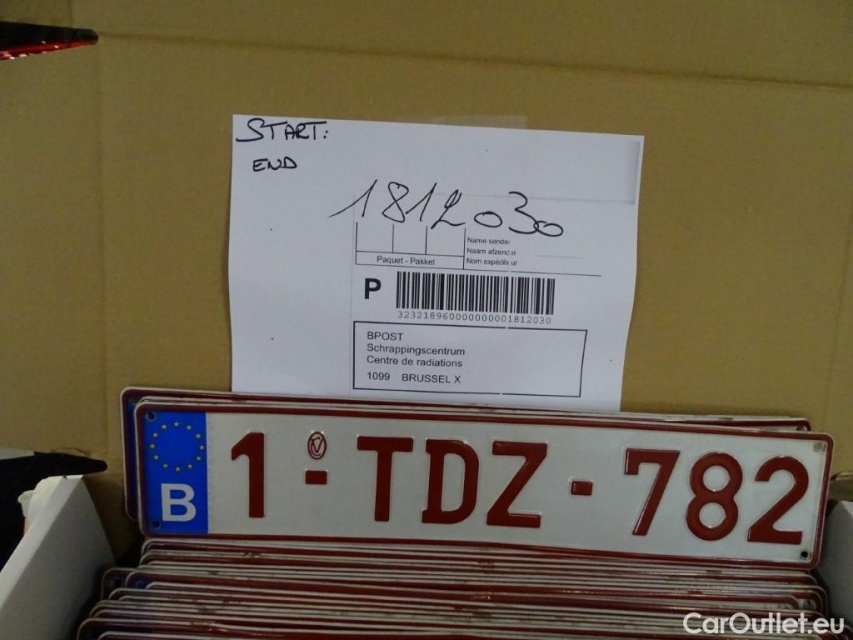 START:
END
1812030
Name sende
Naam afzend r
Paquet - Pakket
Nom expédit ur
P
323218960000000001812030
BPOST
Schrappingscentrum
Centre de radiations
1099 BRUSSEL X
B 1-TDZ-782
CarOutlet.eu